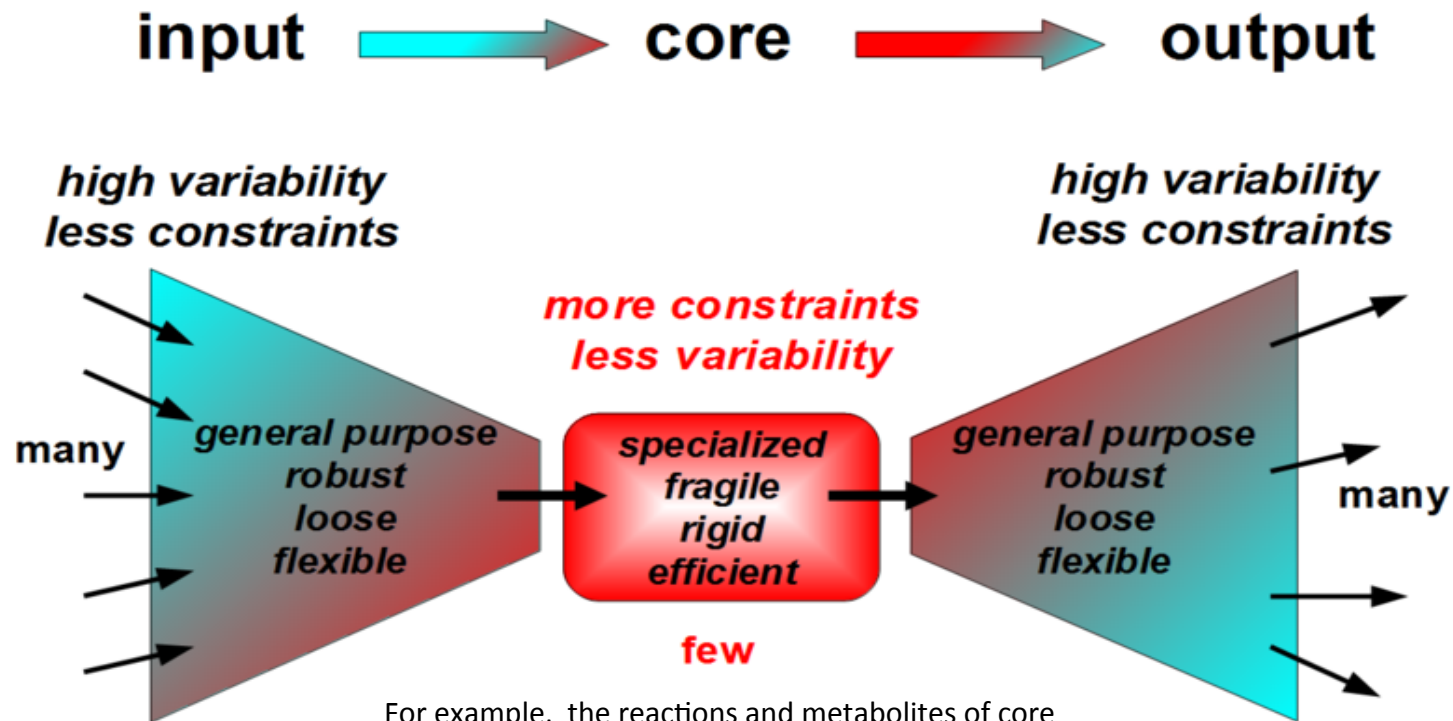 input
core
output
high variability
less constraints
high variability
less constraints
more constraints
less variability
many
general purpose
robust
loose
flexible
specialized
fragile
rigid
efficient
general purpose
robust
loose
flexible
many
few
For example, the reactions and metabolites of core